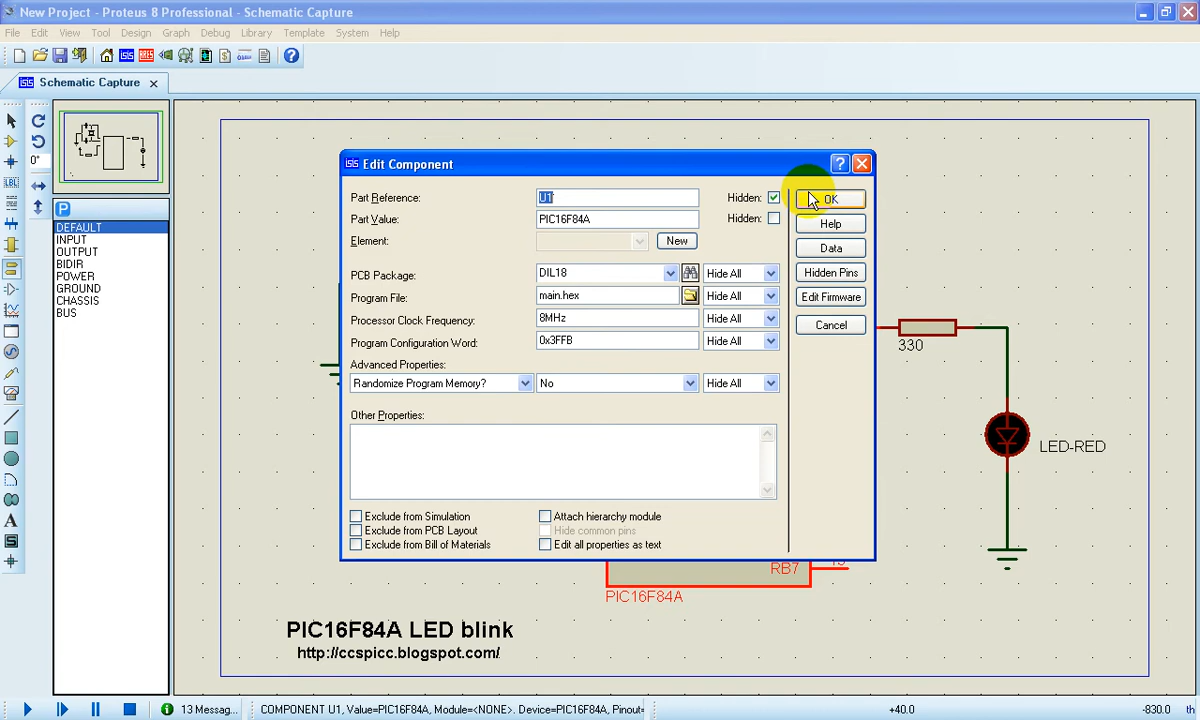 New Project - Proteus 8 Professional - Schematic Capture
File Edit View Tool Design Graph Debug Library Template System Help
Schematic Capture
0°
LBL
P
DEFAULT
INPUT
OUTPUT
BIDIR
POWER
GROUND
CHASSIS
BUS
Edit Component
Part Reference: U1 Hidden: OK
Part Value: PIC16F84A Hidden: Help
Element: New Data
PCB Package: DIL18 Hide All Hidden Pins
Program File: main.hex Hide All Edit Firmware
Processor Clock Frequency: 8MHz Hide All Cancel
Program Configuration Word: 0x3FFB Hide All
Advanced Properties:
Randomize Program Memory? No Hide All
Other Properties:
Exclude from Simulation Attach hierarchy module
Exclude from PCB Layout Hide common pins
Exclude from Bill of Materials Edit all properties as text
330
LED-RED
RB7
PIC16F84A
PIC16F84A LED blink
http://ccspicc.blogspot.com/
13 Messag... COMPONENT U1, Value=PIC16F84A, Module=<NONE>. Device=PIC16F84A, Pinout= +40.0 -830.0 th